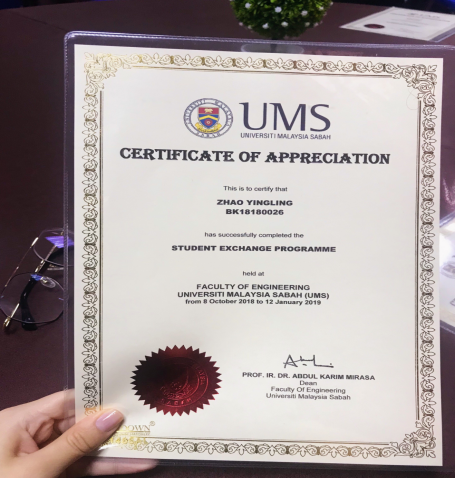 UMS
UNIVERSITI MALAYSIA SABAH
CERTIFICATE OF APPRECIATION
This is to certify that
ZHAO YINGLING
BK18180026
has successfully completed the
STUDENT EXCHANGE PROGRAMME
held at
FACULTY OF ENGINEERING
UNIVERSITI MALAYSIA SABAH (UMS)
from 8 October 2018 to 12 January 2019
PROF. IR. DR. ABDUL KARIM MIRASA
Dean
Faculty Of Engineering
Universiti Malaysia Sabah